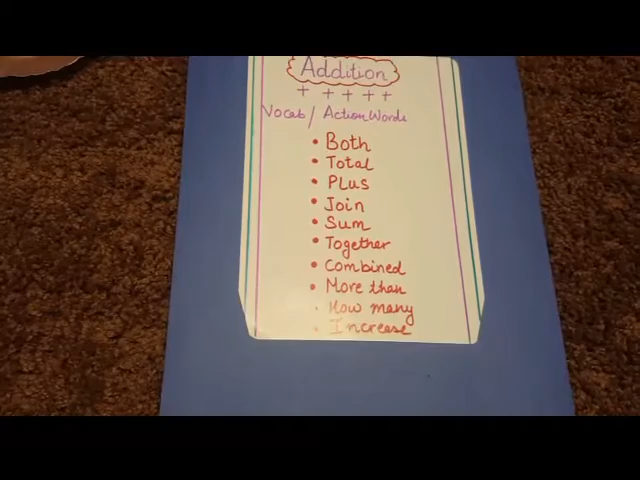 Addition
+ + + + +
Vocab / Action Words
• Both
• Total
• Plus
• Join
• Sum
• Together
• Combined
• More than
• How many
• Increase